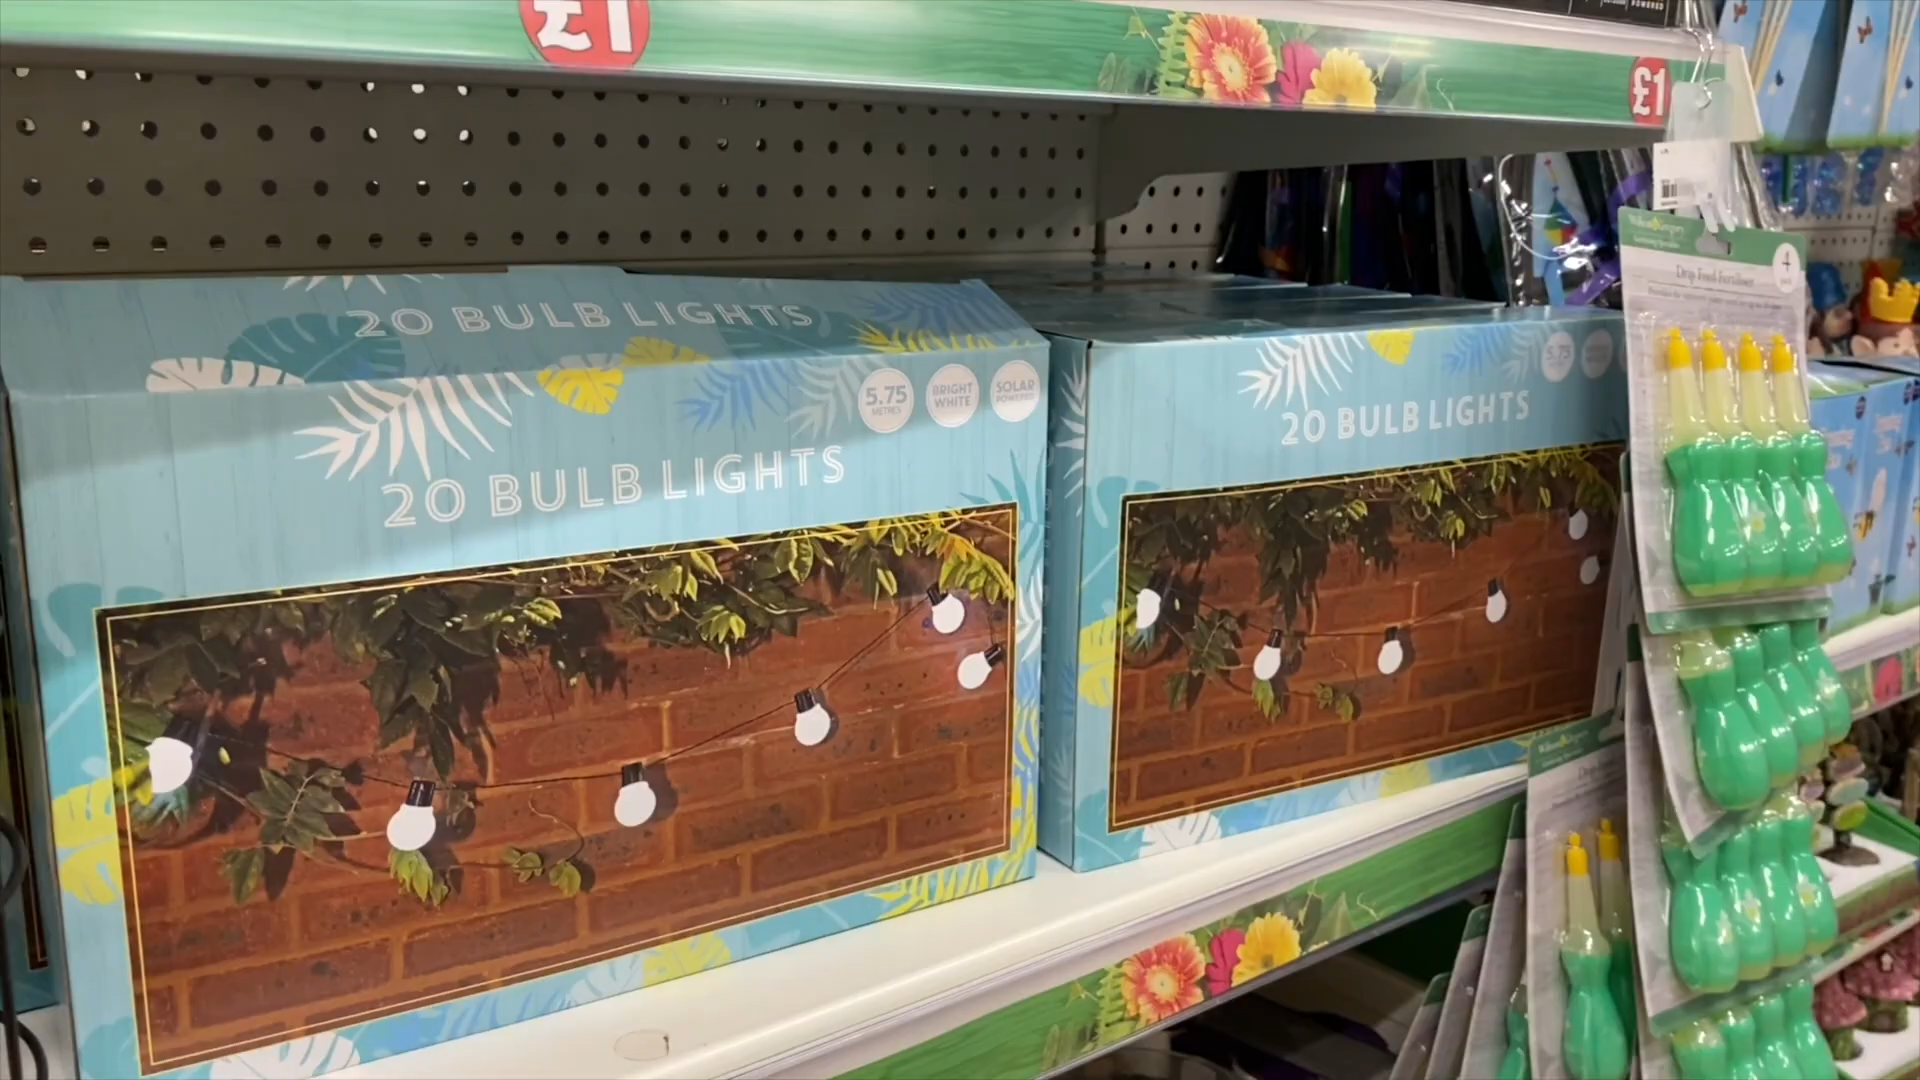 £1
POWERED
£1
20 BULB LIGHTS
5.75
METRES
BRIGHT
WHITE
SOLAR
POWERED
20 BULB LIGHTS
5.75
20 BULB LIGHTS
Drip Feed Fertiliser
4